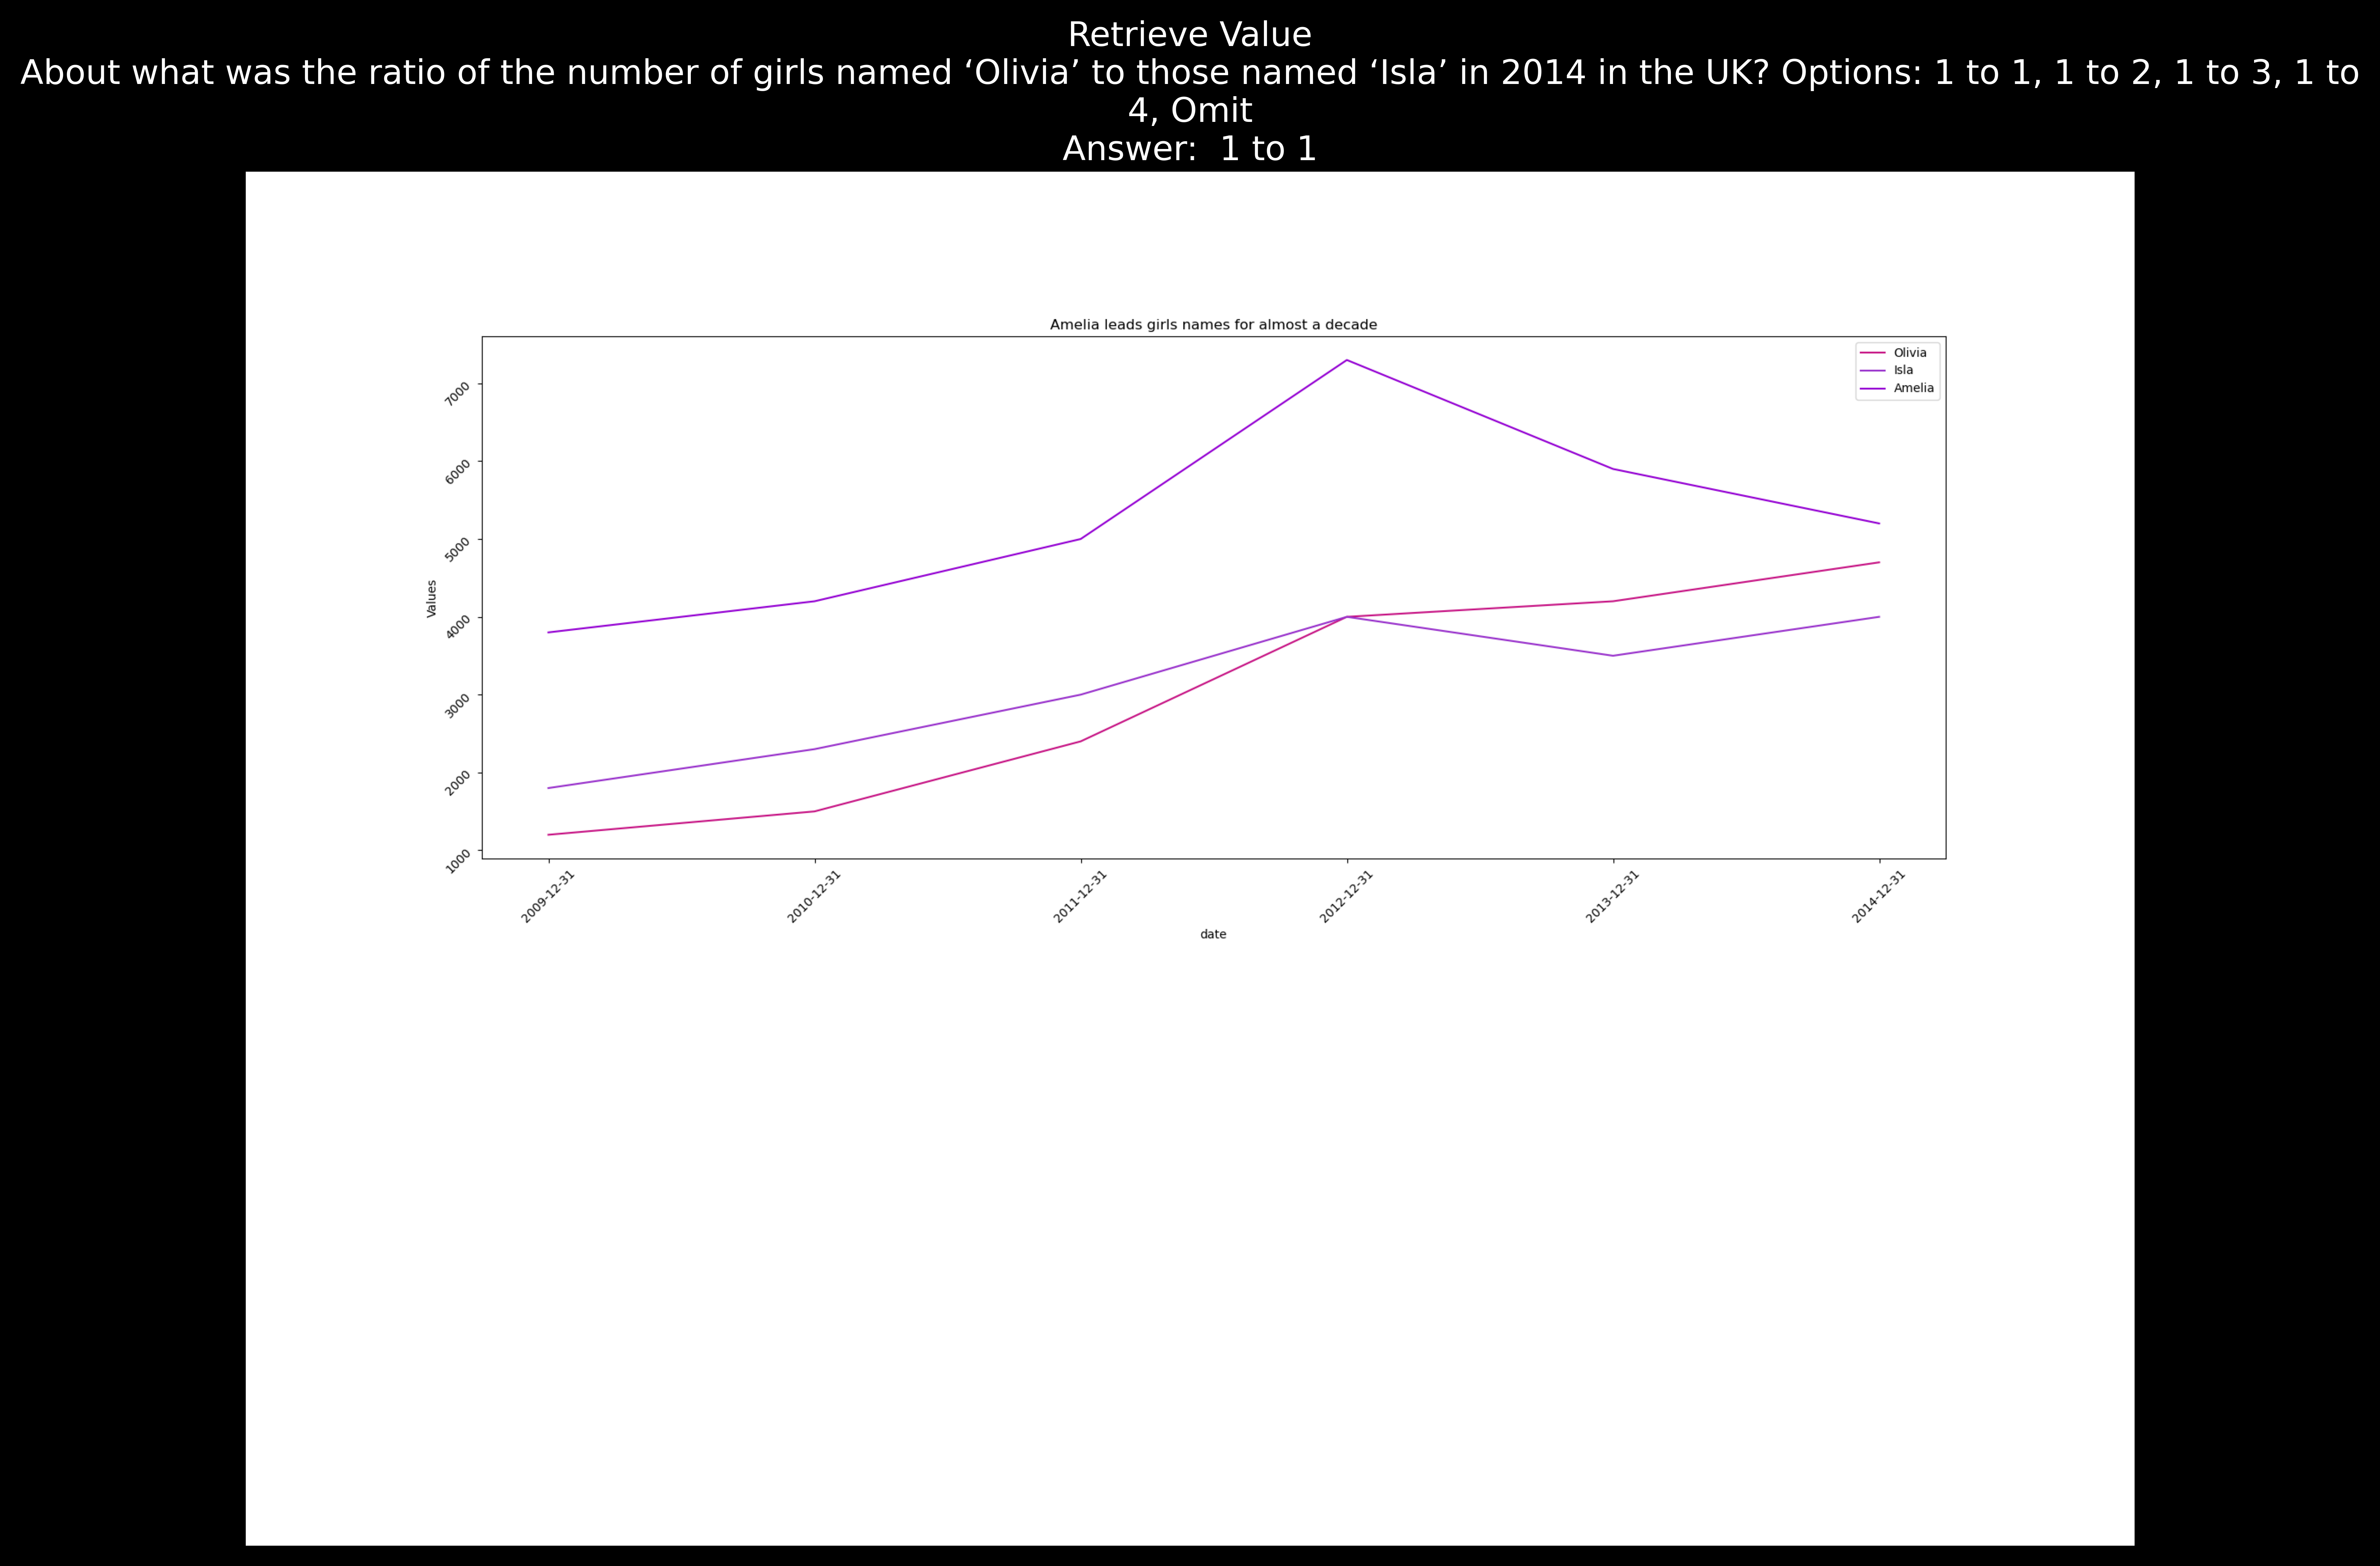 Retrieve Value
About what was the ratio of the number of girls named ‘Olivia’ to those named ‘Isla’ in 2014 in the UK? Options: 1 to 1, 1 to 2, 1 to 3, 1 to
4, Omit
Answer:  1 to 1
Amelia leads girls names for almost a decade
Olivia
Isla
Amelia
Values
7000
6000
5000
4000
3000
2000
1000
2009-12-31
2010-12-31
2011-12-31
2012-12-31
2013-12-31
2014-12-31
date